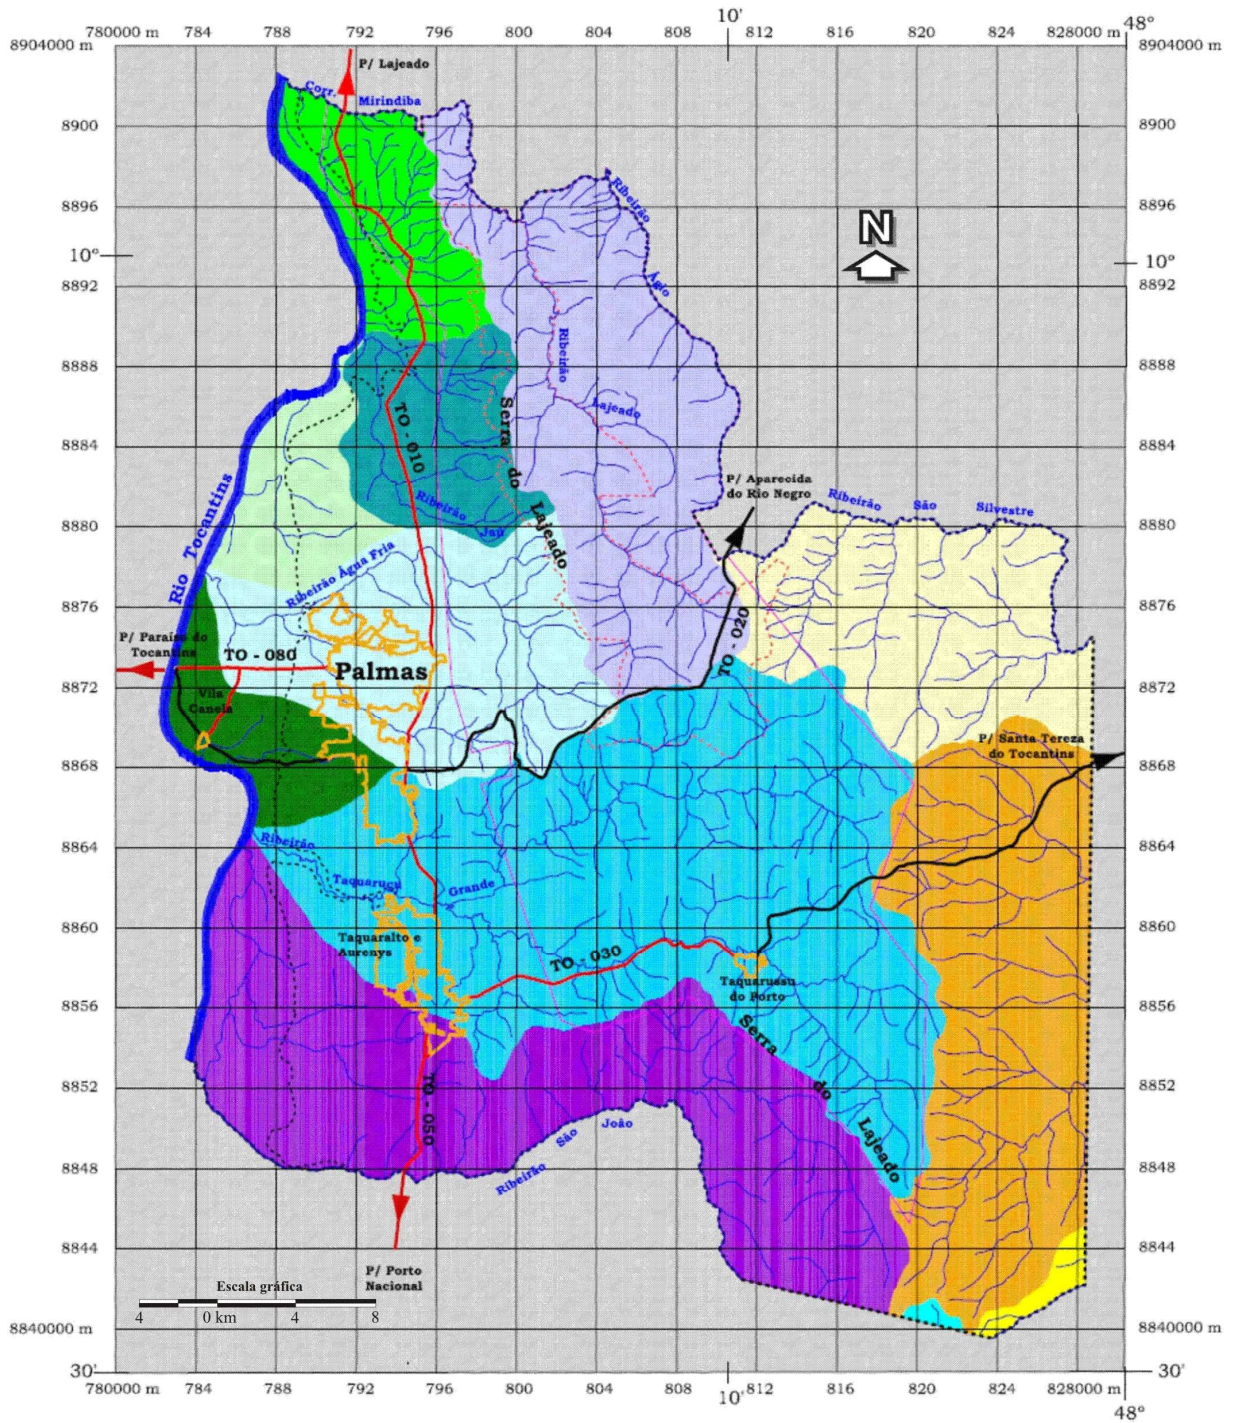 10'
48°
780000 m 784 788 792 796 800 804 808 812 816 820 824 828000 m
8904000 m
8904000 m
P/ Lajeado
Corr. Mirindiba
8900
8900
Ribeirão
Ágio
8896
8896
N
10°
10°
8892
8892
Ribeirão
Lajeado
8888
8888
Serra
do
Lajeado
TO - 010
8884
8884
P/ Aparecida
do Rio Negro
Ribeirão São Silvestre
Rio Tocantins
Ribeirão
Jaú
8880
8880
Ribeirão Água Fria
8876
8876
P/ Paraíso do
Tocantins
TO - 080
Palmas
TO - 020
8872
8872
Vila
Canela
P/ Santa Tereza
do Tocantins
8868
8868
Ribeirão
Taquaruçu
Grande
8864
8864
8860
8860
Taquaralto e
Aurenys
TO - 030
Taquarussu
do Porto
8856
8856
Serra
do
Lajeado
8852
8852
TO - 050
Ribeirão
São
João
8848
8848
8844
8844
P/ Porto
Nacional
Escala gráfica
4 0 km 4 8
8840000 m
8840000 m
30'
30'
780000 m 784 788 792 796 800 804 808 812 816 820 824 828000 m
10'
48°